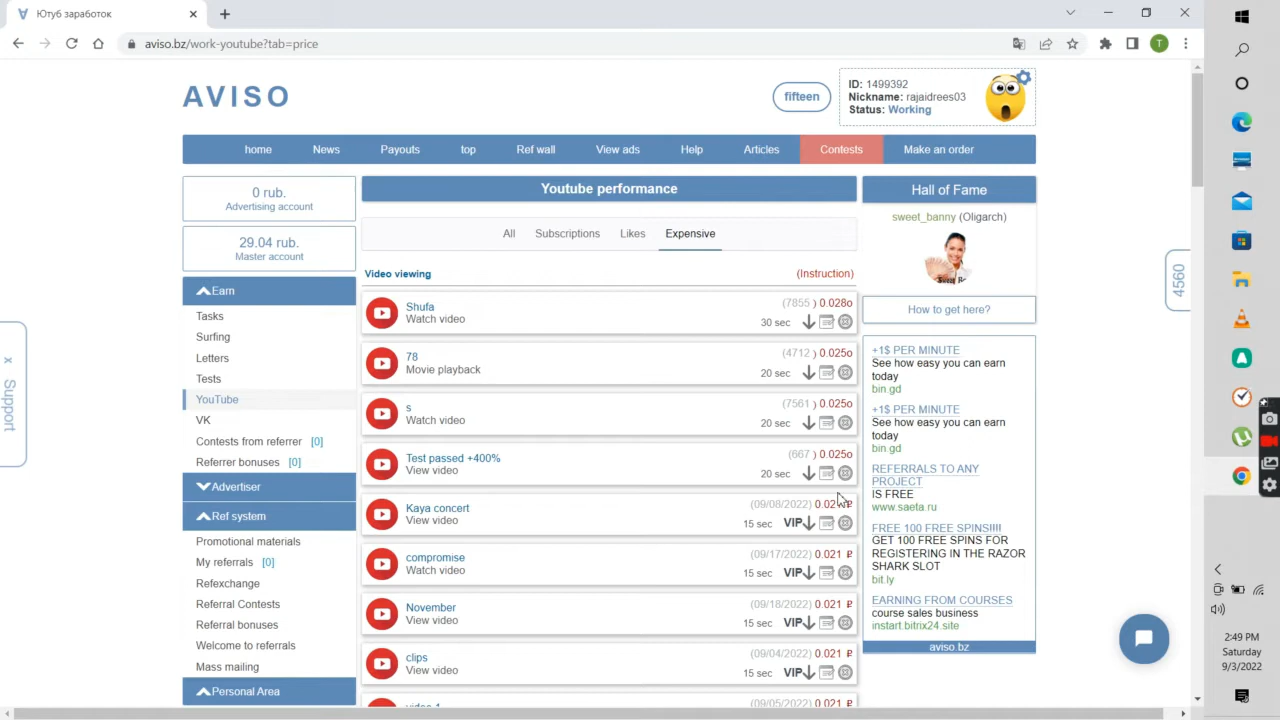 Ютуб заработок
aviso.bz/work-youtube?tab=price
T
AVISO
fifteen
ID: 1499392
Nickname: rajaidrees03
Status: Working
home News Payouts top Ref wall View ads Help Articles Contests Make an order
0 rub.
Advertising account
29.04 rub.
Master account
Earn
Tasks
Surfing
Letters
Tests
YouTube
VK
Contests from referrer [0]
Referrer bonuses [0]
Advertiser
Ref system
Promotional materials
My referrals [0]
Refexchange
Referral Contests
Referral bonuses
Welcome to referrals
Mass mailing
Personal Area
x Support
Youtube performance
All Subscriptions Likes Expensive
Video viewing (Instruction)
Shufa (7855 ) 0.028o
Watch video 30 sec
78 (4712 ) 0.025o
Movie playback 20 sec
s (7561 ) 0.025o
Watch video 20 sec
Test passed +400% (667 ) 0.025o
View video 20 sec
Kaya concert (09/08/2022)
View video 15 sec VIP
compromise (09/17/2022) 0.021 ₽
Watch video 15 sec VIP
November (09/18/2022) 0.021 ₽
View video 15 sec VIP
clips (09/04/2022) 0.021 ₽
View video 15 sec VIP
video 1 (09/05/2022) 0.021 ₽
Hall of Fame
sweet_banny (Oligarch)
How to get here?
+1$ PER MINUTE
See how easy you can earn
today
bin.gd
+1$ PER MINUTE
See how easy you can earn
today
bin.gd
REFERRALS TO ANY
PROJECT
IS FREE
www.saeta.ru
FREE 100 FREE SPINS!!!!
GET 100 FREE SPINS FOR
REGISTERING IN THE RAZOR
SHARK SLOT
bit.ly
EARNING FROM COURSES
course sales business
instart.bitrix24.site
aviso.bz
4560
2:49 PM
Saturday
9/3/2022